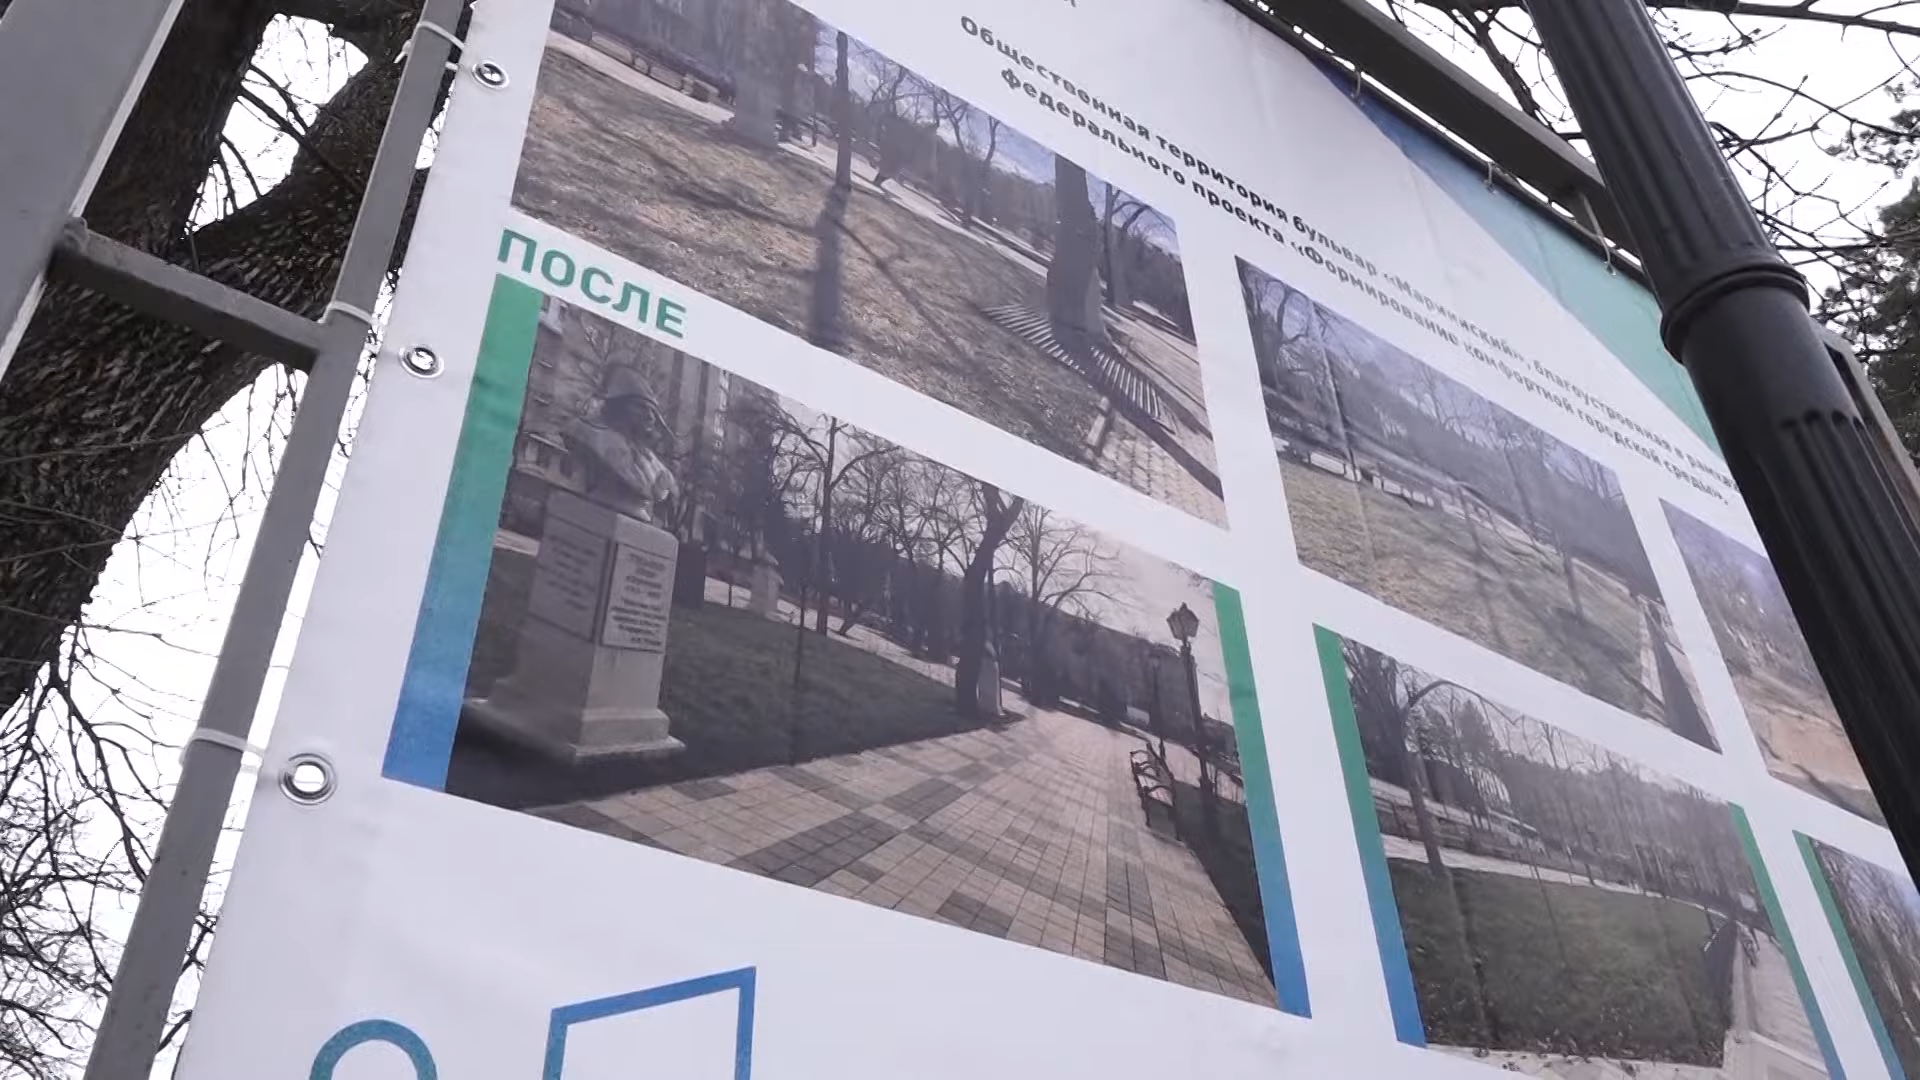 Общественная территория бульвар «Мариинский», благоустроенная в рамках
федерального проекта «Формирование комфортной городской среды».
ПОСЛЕ